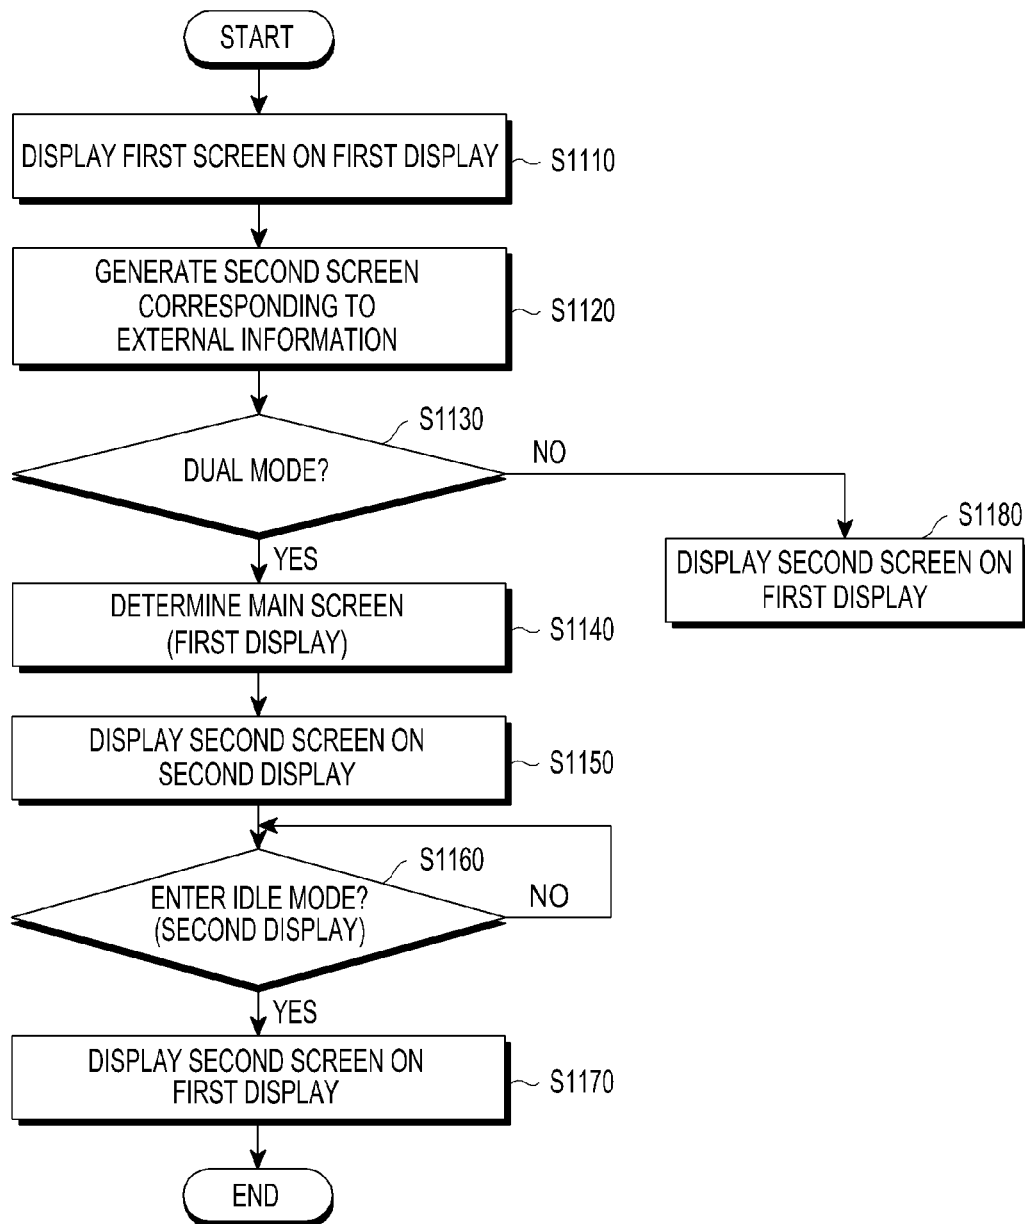 START
DISPLAY FIRST SCREEN ON FIRST DISPLAY
S1110
GENERATE SECOND SCREEN
CORRESPONDING TO
EXTERNAL INFORMATION
S1120
S1130
DUAL MODE?
NO
YES
S1180
DISPLAY SECOND SCREEN ON
FIRST DISPLAY
DETERMINE MAIN SCREEN
(FIRST DISPLAY)
S1140
DISPLAY SECOND SCREEN ON
SECOND DISPLAY
S1150
S1160
ENTER IDLE MODE?
(SECOND DISPLAY)
NO
YES
DISPLAY SECOND SCREEN ON
FIRST DISPLAY
S1170
END